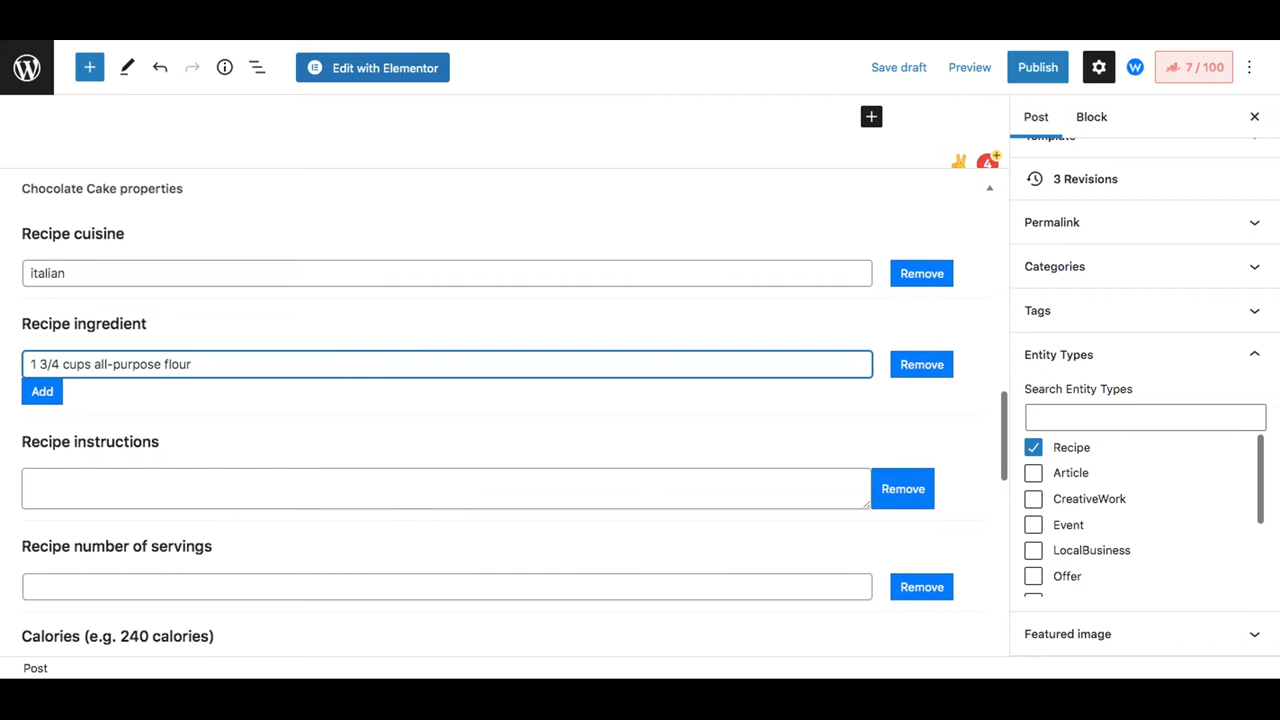 Edit with Elementor
Save draft
Preview
Publish
7 / 100
Post
Block
Template
3 Revisions
Chocolate Cake properties
Recipe cuisine
italian
Remove
Recipe ingredient
1 3/4 cups all-purpose flour
Remove
Add
Recipe instructions
Remove
Recipe number of servings
Remove
Calories (e.g. 240 calories)
Post
Permalink
Categories
Tags
Entity Types
Search Entity Types
Recipe
Article
CreativeWork
Event
LocalBusiness
Offer
Featured image
4
W
W